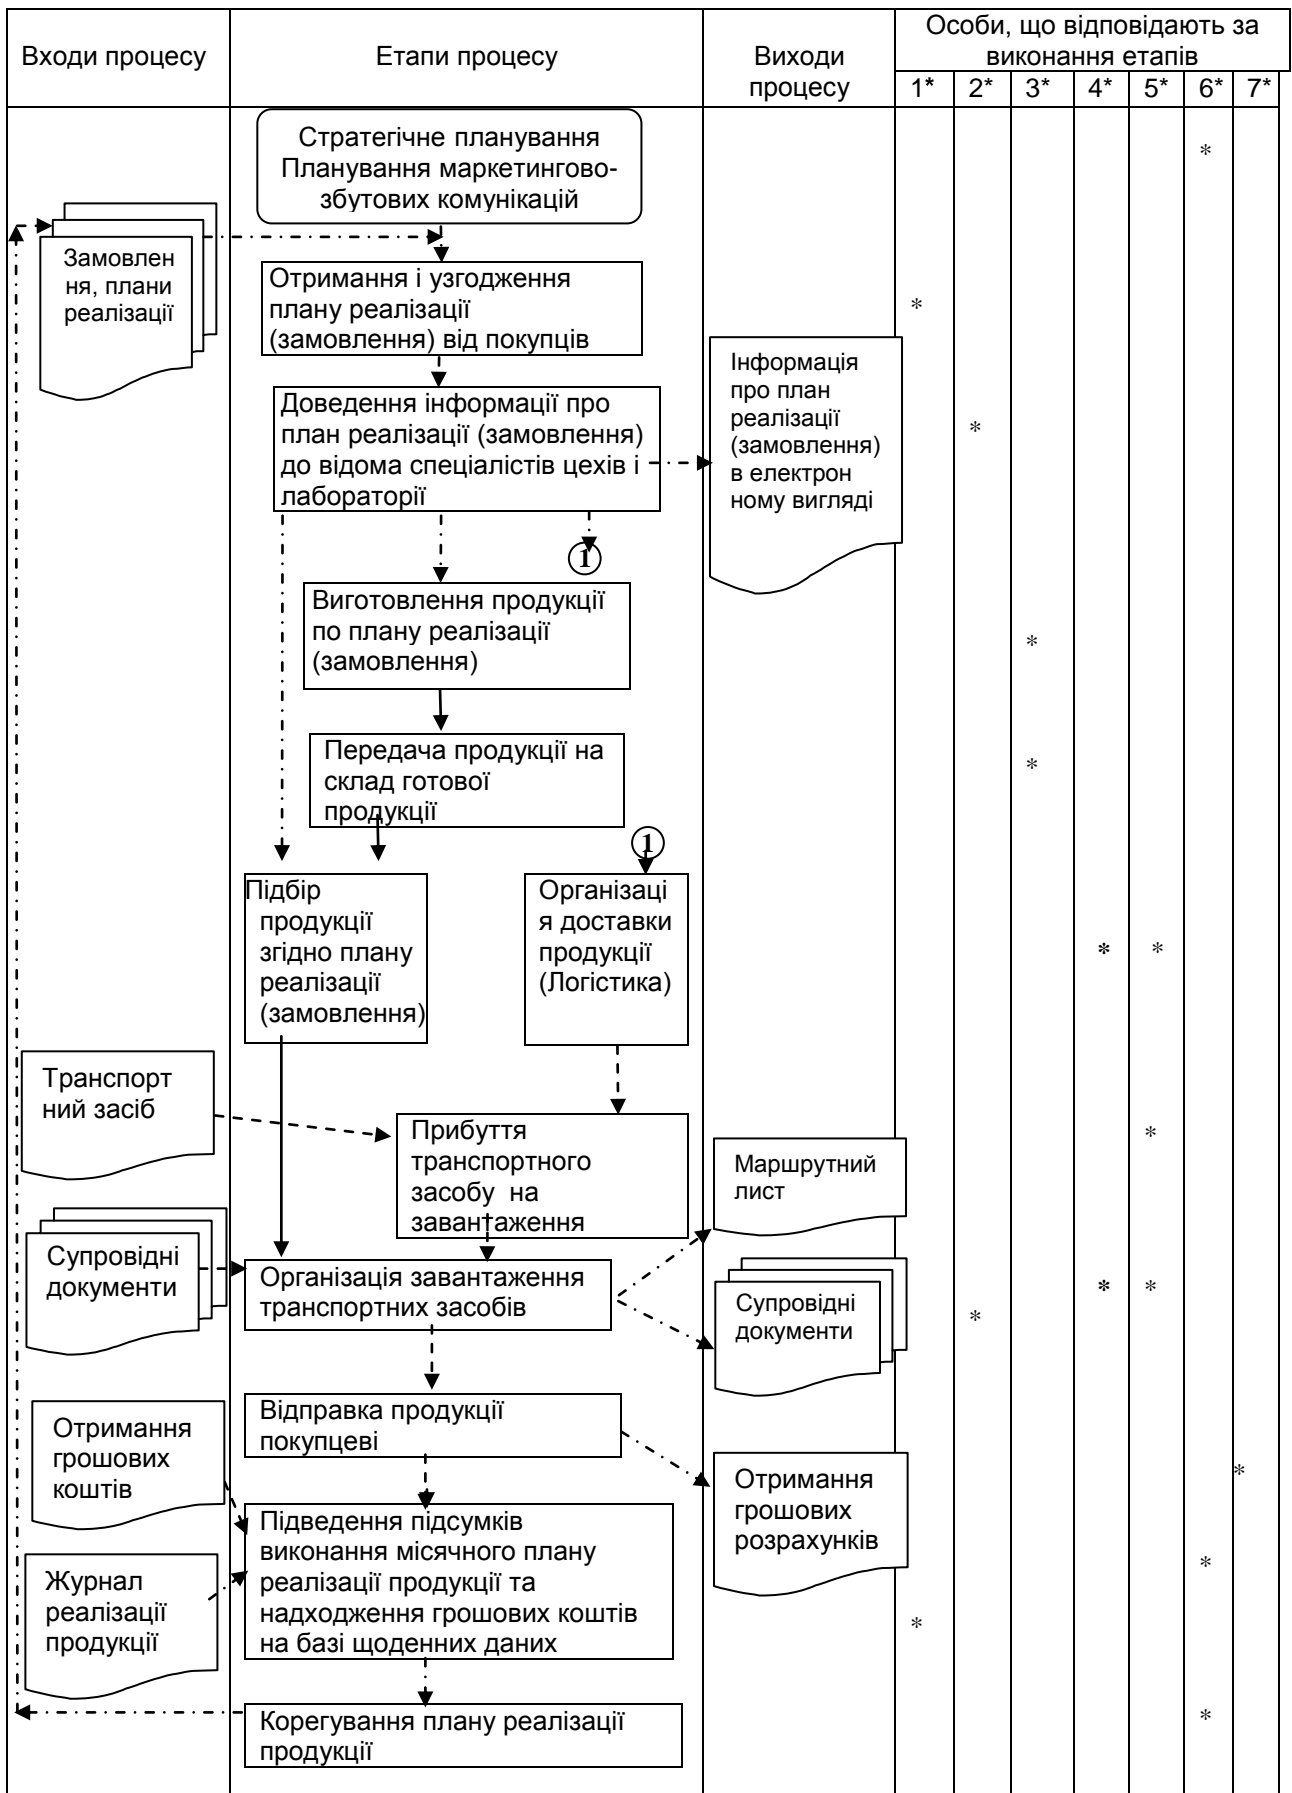 Входи процесу
Етапи процесу
Виходи
процесу
Особи, що відповідають за
виконання етапів
1*
2*
3*
4*
5*
6*
7*
Стратегічне планування
Планування маркетингово-
збутових комунікацій
*
Замовлен
ня, плани
реалізації
Отримання і узгодження
плану реалізації
(замовлення) від покупців
*
Доведення інформації про
план реалізації (замовлення)
до відома спеціалістів цехів і
лабораторії
Інформація
про план
реалізації
(замовлення)
в електрон
ному вигляді
*
1
Виготовлення продукції
по плану реалізації
(замовлення)
*
Передача продукції на
склад готової
продукції
*
1
Підбір
продукції
згідно плану
реалізації
(замовлення)
Організаці
я доставки
продукції
(Логістика)
*
*
Транспорт
ний засіб
Прибуття
транспортного
засобу на
завантаження
*
Маршрутний
лист
Супровідні
документи
Організація завантаження
транспортних засобів
Супровідні
документи
*
*
*
Відправка продукції
покупцеві
Отримання
грошових
коштів
Отримання
грошових
розрахунків
*
Підведення підсумків
виконання місячного плану
реалізації продукції та
надходження грошових коштів
на базі щоденних даних
*
Журнал
реалізації
продукції
*
Корегування плану реалізації
продукції
*